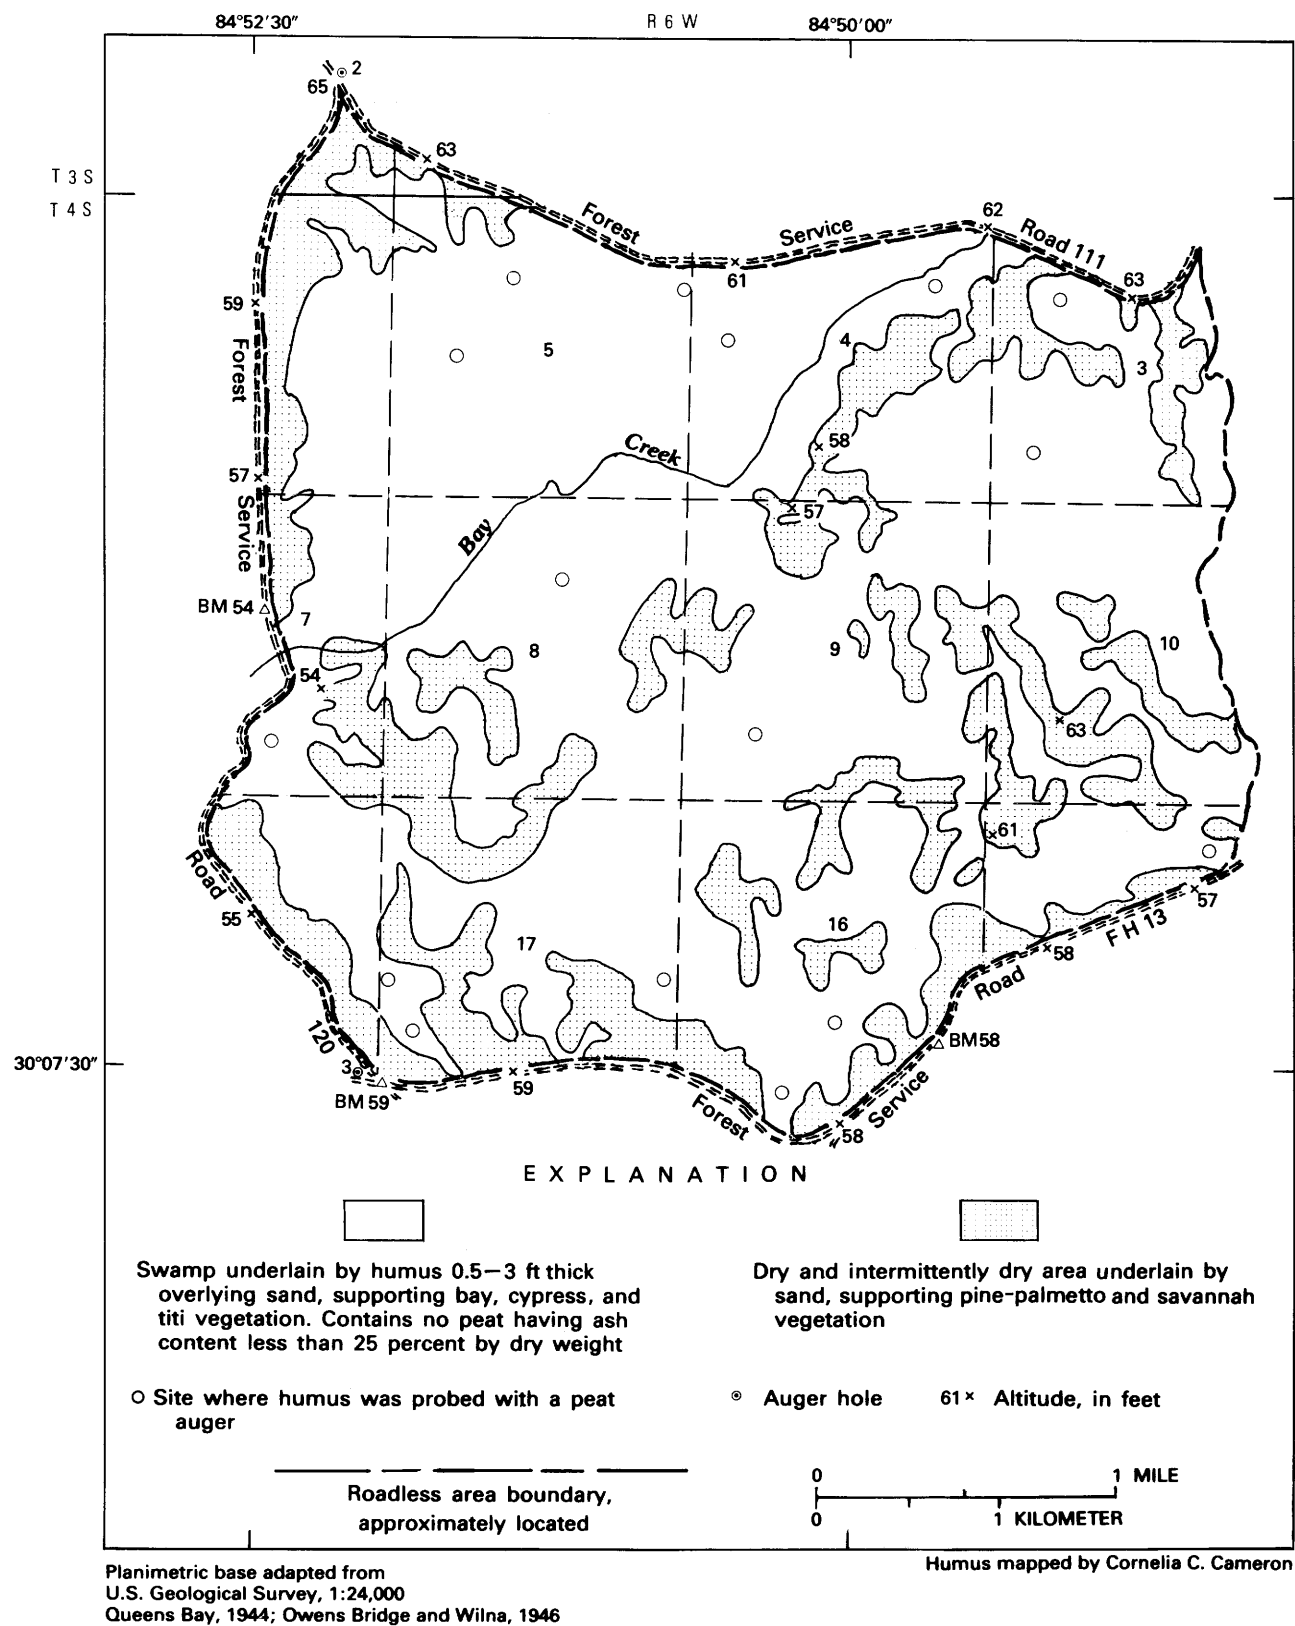 84°52′30″
R 6 W
84°50′00″
2
65
63
T 3 S
T 4 S
62
Forest
Service
Road 111
61
63
59
5
4
3
Forest
58
Creek
57
57
Service
Bay
BM 54
7
8
9
10
54
63
61
Road
55
57
16
17
F H 13
58
Road
120
BM 58
30°07′30″
3
BM 59
59
Forest
Service
58
EXPLANATION
Swamp underlain by humus 0.5–3 ft thick
overlying sand, supporting bay, cypress, and
titi vegetation. Contains no peat having ash
content less than 25 percent by dry weight
Dry and intermittently dry area underlain by
sand, supporting pine-palmetto and savannah
vegetation
Site where humus was probed with a peat
auger
Auger hole
61 × Altitude, in feet
Roadless area boundary,
approximately located
0 1 MILE
0 1 KILOMETER
Planimetric base adapted from
U.S. Geological Survey, 1:24,000
Queens Bay, 1944; Owens Bridge and Wilna, 1946
Humus mapped by Cornelia C. Cameron